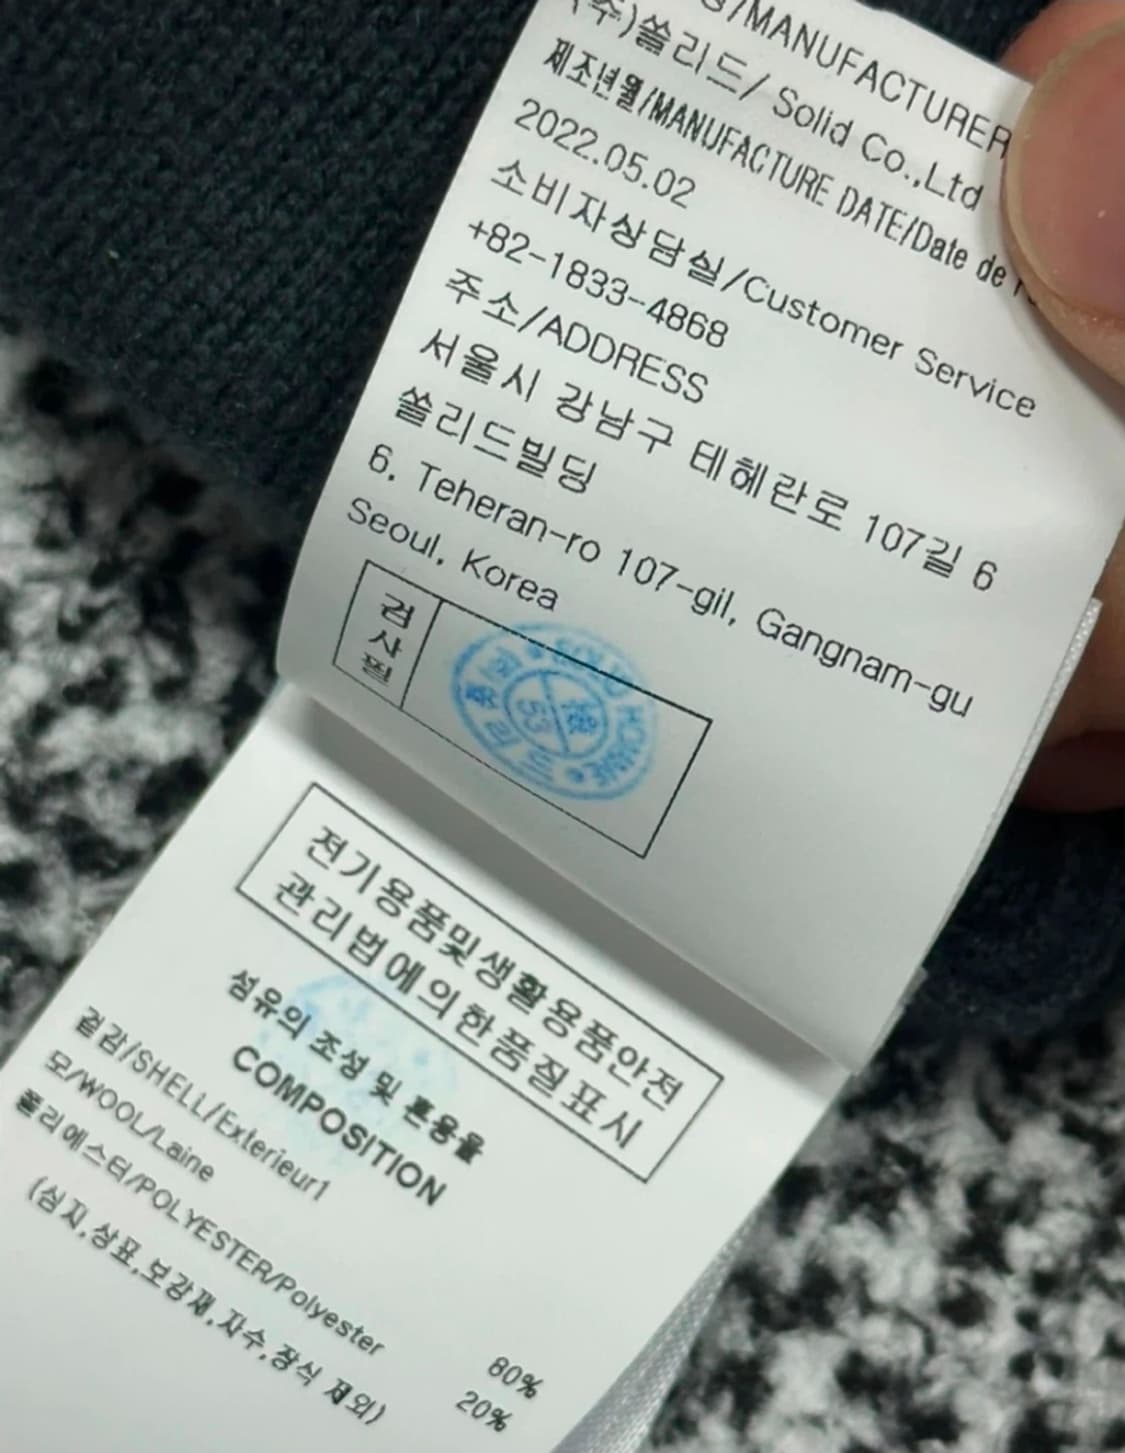 /MANUFACTURER
(주)쏠리드/ Solid Co.,Ltd
제조년월/MANUFACTURE DATE/Date de
2022.05.02
소비자상담실/Customer Service
+82-1833-4868
주소/ADDRESS
서울시 강남구 테헤란로 107길 6
쏠리드빌딩
6, Teheran-ro 107-gil, Gangnam-gu
Seoul, Korea
검사필
쏠리드
53
HOMME
전기용품및생활용품안전
관리법에의한품질표시
섬유의 조성 및 혼용율
COMPOSITION
겉감/SHELL/Exterieur1
모/WOOL/Laine 80%
폴리에스터/POLYESTER/Polyester 20%
(심지,상표,보강재,자수,장식 제외)